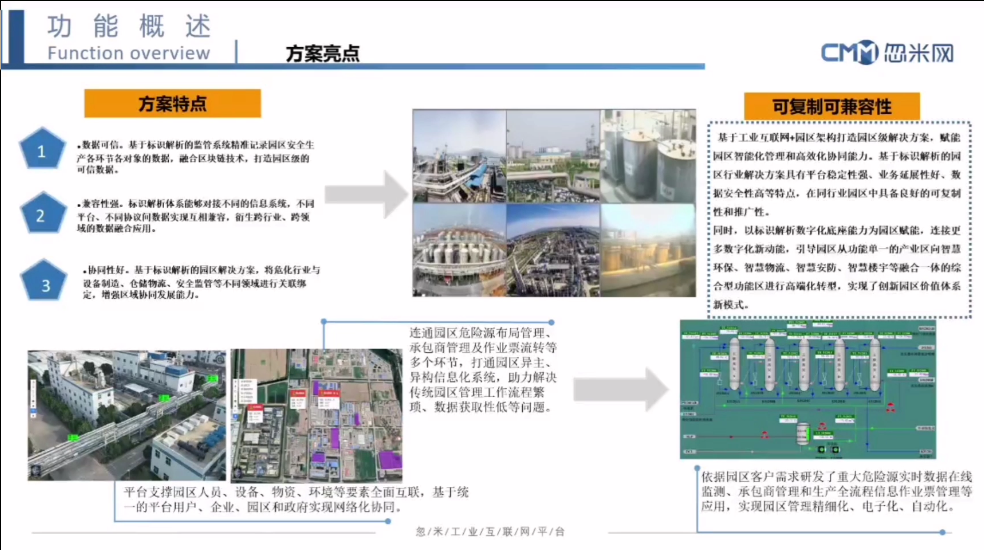 功能概述
Function overview
方案亮点
CMM 忽米网
方案特点
1
•数据可信。基于标识解析的监管系统精准记录园区安全生
产各环节各对象的数据，融合区块链技术，打造园区级的
可信数据。
2
•兼容性强。标识解析体系能够对接不同的信息系统，不同
平台、不同协议间数据实现互相兼容，衍生跨行业、跨领
域的数据融合应用。
3
•协同性好。基于标识解析的园区解决方案，将危化行业与
设备制造、仓储物流、安全监管等不同领域进行关联绑
定，增强区域协同发展能力。
可复制可兼容性
基于工业互联网+园区架构打造园区级解决方案，赋能
园区智能化管理和高效化协同能力。基于标识解析的园
区行业解决方案具有平台稳定性强、业务延展性好、数
据安全性高等特点，在同行业园区中具备良好的可复制
性和推广性。
同时，以标识解析数字化底座能力为园区赋能，连接更
多数字化新动能，引导园区从功能单一的产业区向智慧
环保、智慧物流、智慧安防、智慧楼宇等融合一体的综
合型功能区进行高端化转型，实现了创新园区价值体系
新模式。
连通园区危险源布局管理、
承包商管理及作业票流转等
多个环节，打通园区异主、
异构信息化系统，助力解决
传统园区管理工作流程繁
琐、数据获取性低等问题。
平台支撑园区人员、设备、物资、环境等要素全面互联，基于统
一的平台用户、企业、园区和政府实现网络化协同。
依据园区客户需求研发了重大危险源实时数据在线
监测、承包商管理和生产全流程信息作业票管理等
应用，实现园区管理精细化、电子化、自动化。
忽/米/工/业/互/联/网/平/台